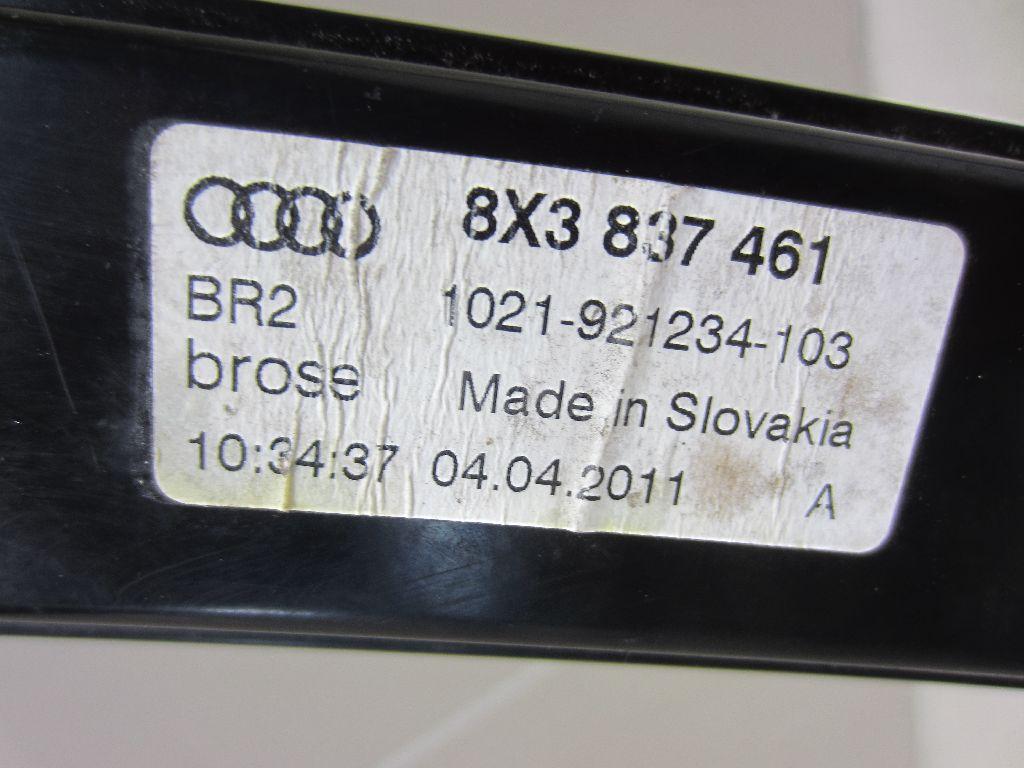 8X3 837 461
BR2 1021-921234-103
brose Made in Slovakia
10:34:37 04.04.2011 A